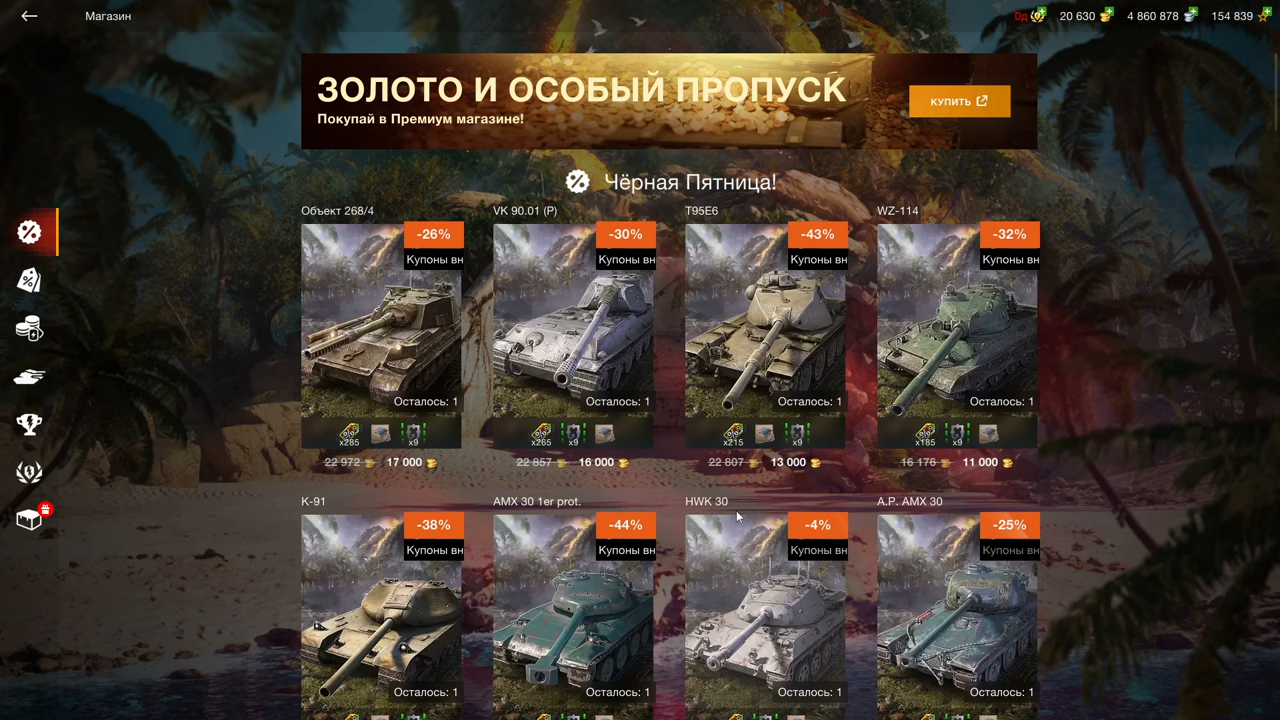 Магазин
0д
20 630
4 860 878
154 839
ЗОЛОТО И ОСОБЫЙ ПРОПУСК
Покупай в Премиум магазине!
КУПИТЬ
Чёрная Пятница!
Объект 268/4
VK 90.01 (P)
T95E6
WZ-114
-26%
-30%
-43%
-32%
Купоны вн
Купоны вн
Купоны вн
Купоны вн
Осталось: 1
Осталось: 1
Осталось: 1
Осталось: 1
x285
x9
x265
x9
x215
x9
x185
x9
22 972
17 000
22 857
16 000
22 807
13 000
16 176
11 000
К-91
AMX 30 1er prot.
HWK 30
A.P. AMX 30
-38%
-44%
-4%
-25%
Купоны вн
Купоны вн
Купоны вн
Купоны вн
Осталось: 1
Осталось: 1
Осталось: 1
Осталось: 1